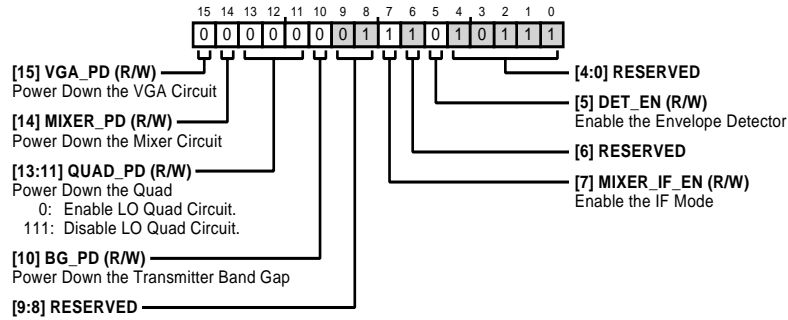 15 14 13 12 11 10 9 8 7 6 5 4 3 2 1 0
0 0 0 0 0 0 0 1 1 1 0 1 0 1 1 1
[15] VGA_PD (R/W)
Power Down the VGA Circuit
[14] MIXER_PD (R/W)
Power Down the Mixer Circuit
[13:11] QUAD_PD (R/W)
Power Down the Quad
0: Enable LO Quad Circuit.
111: Disable LO Quad Circuit.
[10] BG_PD (R/W)
Power Down the Transmitter Band Gap
[9:8] RESERVED
[4:0] RESERVED
[5] DET_EN (R/W)
Enable the Envelope Detector
[6] RESERVED
[7] MIXER_IF_EN (R/W)
Enable the IF Mode